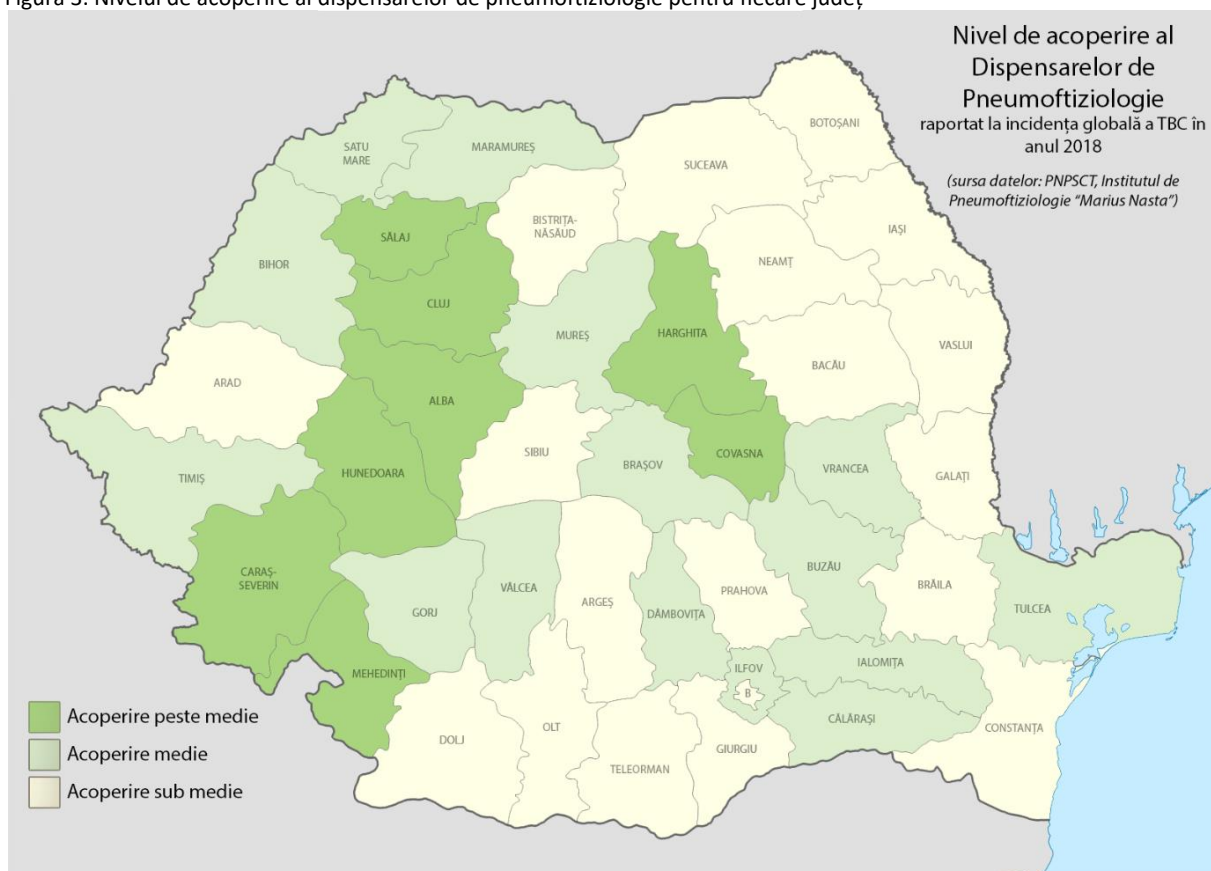 Figura 3. Nivelul de acoperire al dispensarelor de pneumoftiziologie pentru fiecare județ
Nivel de acoperire al
Dispensarelor de
Pneumoftiziologie
raportat la incidența globală a TBC în
anul 2018
(sursa datelor: PNPSCT, Institutul de
Pneumoftiziologie "Marius Nasta")
BOTOȘANI
SATU
MARE
MARAMUREȘ
SUCEAVA
BISTRIȚA-
NĂSĂUD
IAȘI
SĂLAJ
BIHOR
NEAMȚ
CLUJ
MUREȘ
HARGHITA
VASLUI
BACĂU
ARAD
ALBA
SIBIU
COVASNA
BRAȘOV
VRANCEA
GALAȚI
HUNEDOARA
TIMIȘ
CARAȘ-
SEVERIN
BUZĂU
BRĂILA
TULCEA
VÂLCEA
PRAHOVA
ARGEȘ
GORJ
DÂMBOVIȚA
IALOMIȚA
ILFOV
MEHEDINȚI
B
CĂLĂRAȘI
CONSTANȚA
OLT
DOLJ
GIURGIU
TELEORMAN
Acoperire peste medie
Acoperire medie
Acoperire sub medie